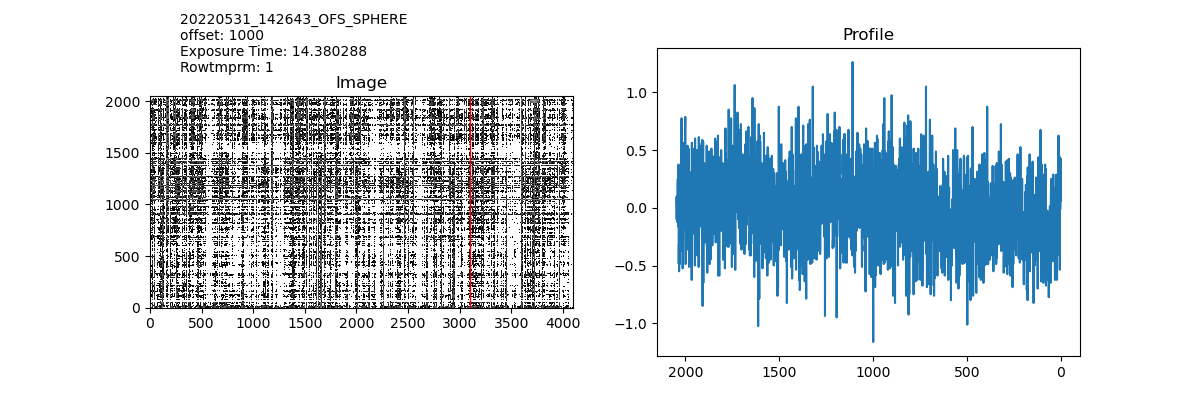 20220531_142643_OFS_SPHERE
offset: 1000
Exposure Time: 14.380288
Rowtmprm: 1
Image
2000
1500
1000
500
0
0 500 1000 1500 2000 2500 3000 3500 4000
Profile
1.0
0.5
0.0
−0.5
−1.0
2000 1500 1000 500 0